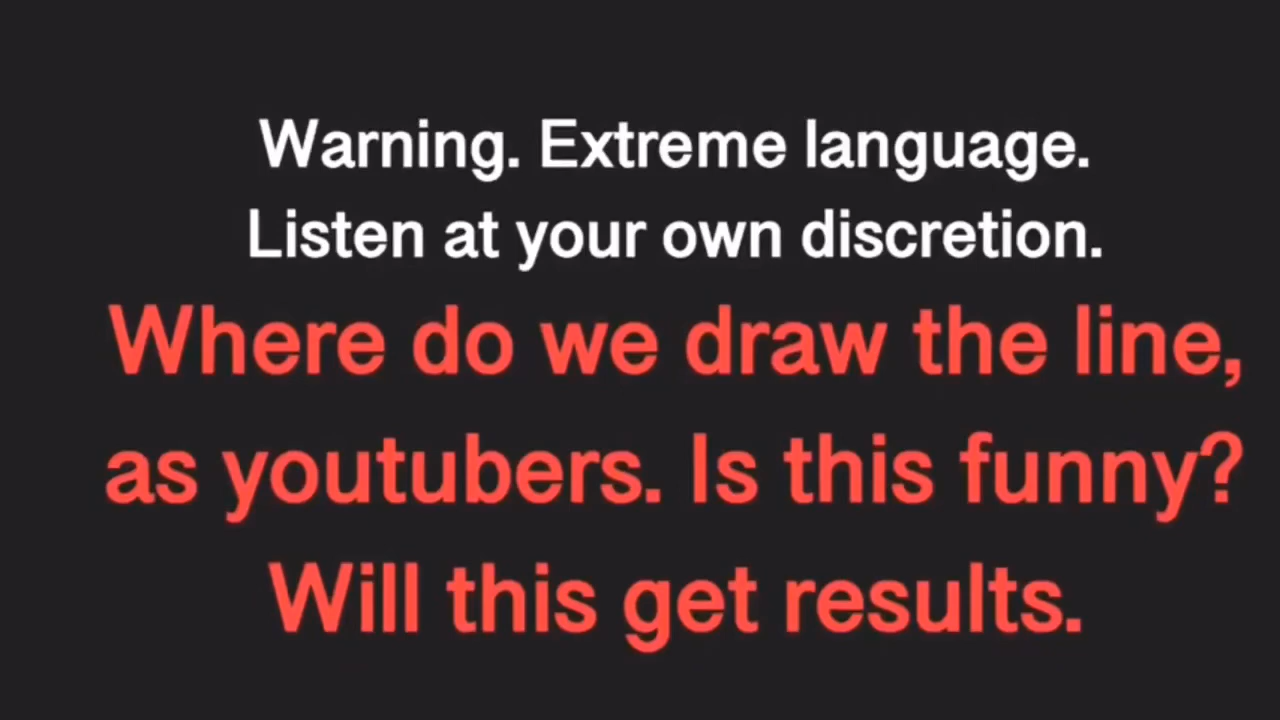 Warning. Extreme language.
Listen at your own discretion.
Where do we draw the line,
as youtubers. Is this funny?
Will this get results.